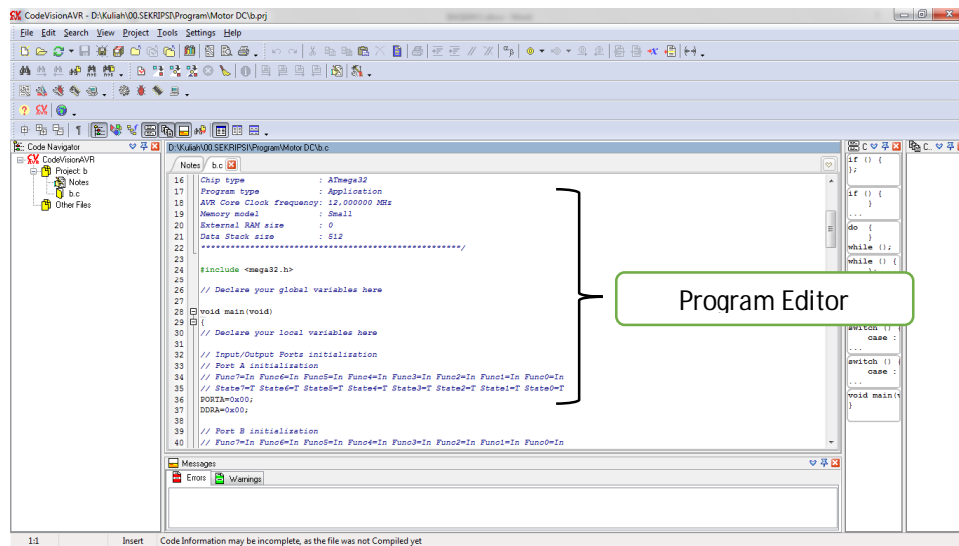 CodeVisionAVR - D:\Kuliah\00.SEKRIPSI\Program\Motor DC\b.prj
File Edit Search View Project Tools Settings Help
Code Navigator
CodeVisionAVR
Project: b
Notes
b.c
Other Files
D:\Kuliah\00.SEKRIPSI\Program\Motor DC\b.c
Notes b.c
16 Chip type : ATmega32
17 Program type : Application
18 AVR Core Clock frequency: 12,000000 MHz
19 Memory model : Small
20 External RAM size : 0
21 Data Stack size : 512
22 *****************************************************/
23
24 #include <mega32.h>
25
26 // Declare your global variables here
27
28 void main(void)
29 {
30 // Declare your local variables here
31
32 // Input/Output Ports initialization
33 // Port A initialization
34 // Func7=In Func6=In Func5=In Func4=In Func3=In Func2=In Func1=In Func0=In
35 // State7=T State6=T State5=T State4=T State3=T State2=T State1=T State0=T
36 PORTA=0x00;
37 DDRA=0x00;
38
39 // Port B initialization
40 // Func7=In Func6=In Func5=In Func4=In Func3=In Func2=In Func1=In Func0=In
Program Editor
C
if () {
};
if () {
}
...
do {
}
while ();
while () {
switch () {
case :
...
switch () {
case :
...
void main(v
}
C..
Messages
Errors Warnings
1:1 Insert Code Information may be incomplete, as the file was not Compiled yet